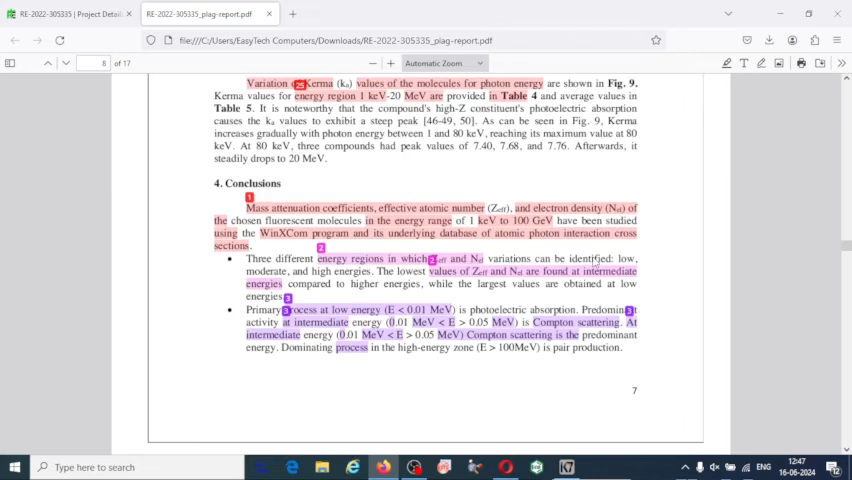 RE-2022-305335 | Project Details
RE-2022-305335_plag-report.pdf
file:///C:/Users/EasyTech Computers/Downloads/RE-2022-305335_plag-report.pdf
8 of 17
Automatic Zoom
25
Variation Kerma (ka) values of the molecules for photon energy are shown in Fig. 9.
Kerma values for energy region 1 keV-20 MeV are provided in Table 4 and average values in
Table 5. It is noteworthy that the compound's high-Z constituent's photoelectric absorption
causes the ka values to exhibit a steep peak [46-49, 50]. As can be seen in Fig. 9, Kerma
increases gradually with photon energy between 1 and 80 keV, reaching its maximum value at 80
keV. At 80 keV, three compounds had peak values of 7.40, 7.68, and 7.76. Afterwards, it
steadily drops to 20 MeV.
4. Conclusions
1
Mass attenuation coefficients, effective atomic number (Zeff), and electron density (Nel) of
the chosen fluorescent molecules in the energy range of 1 keV to 100 GeV have been studied
using the WinXCom program and its underlying database of atomic photon interaction cross
sections.
2
• Three different energy regions in which 2 Zeff and Nel variations can be identified: low,
moderate, and high energies. The lowest values of Zeff and Nel are found at intermediate
energies compared to higher energies, while the largest values are obtained at low
energies. 3
• Primary 3 process at low energy (E < 0.01 MeV) is photoelectric absorption. Predominant 3
activity at intermediate energy (0.01 MeV < E > 0.05 MeV) is Compton scattering. At
intermediate energy (0.01 MeV < E > 0.05 MeV) Compton scattering is the predominant
energy. Dominating process in the high-energy zone (E > 100MeV) is pair production.
7
Type here to search
K7
ENG
12:47
16-06-2024
12